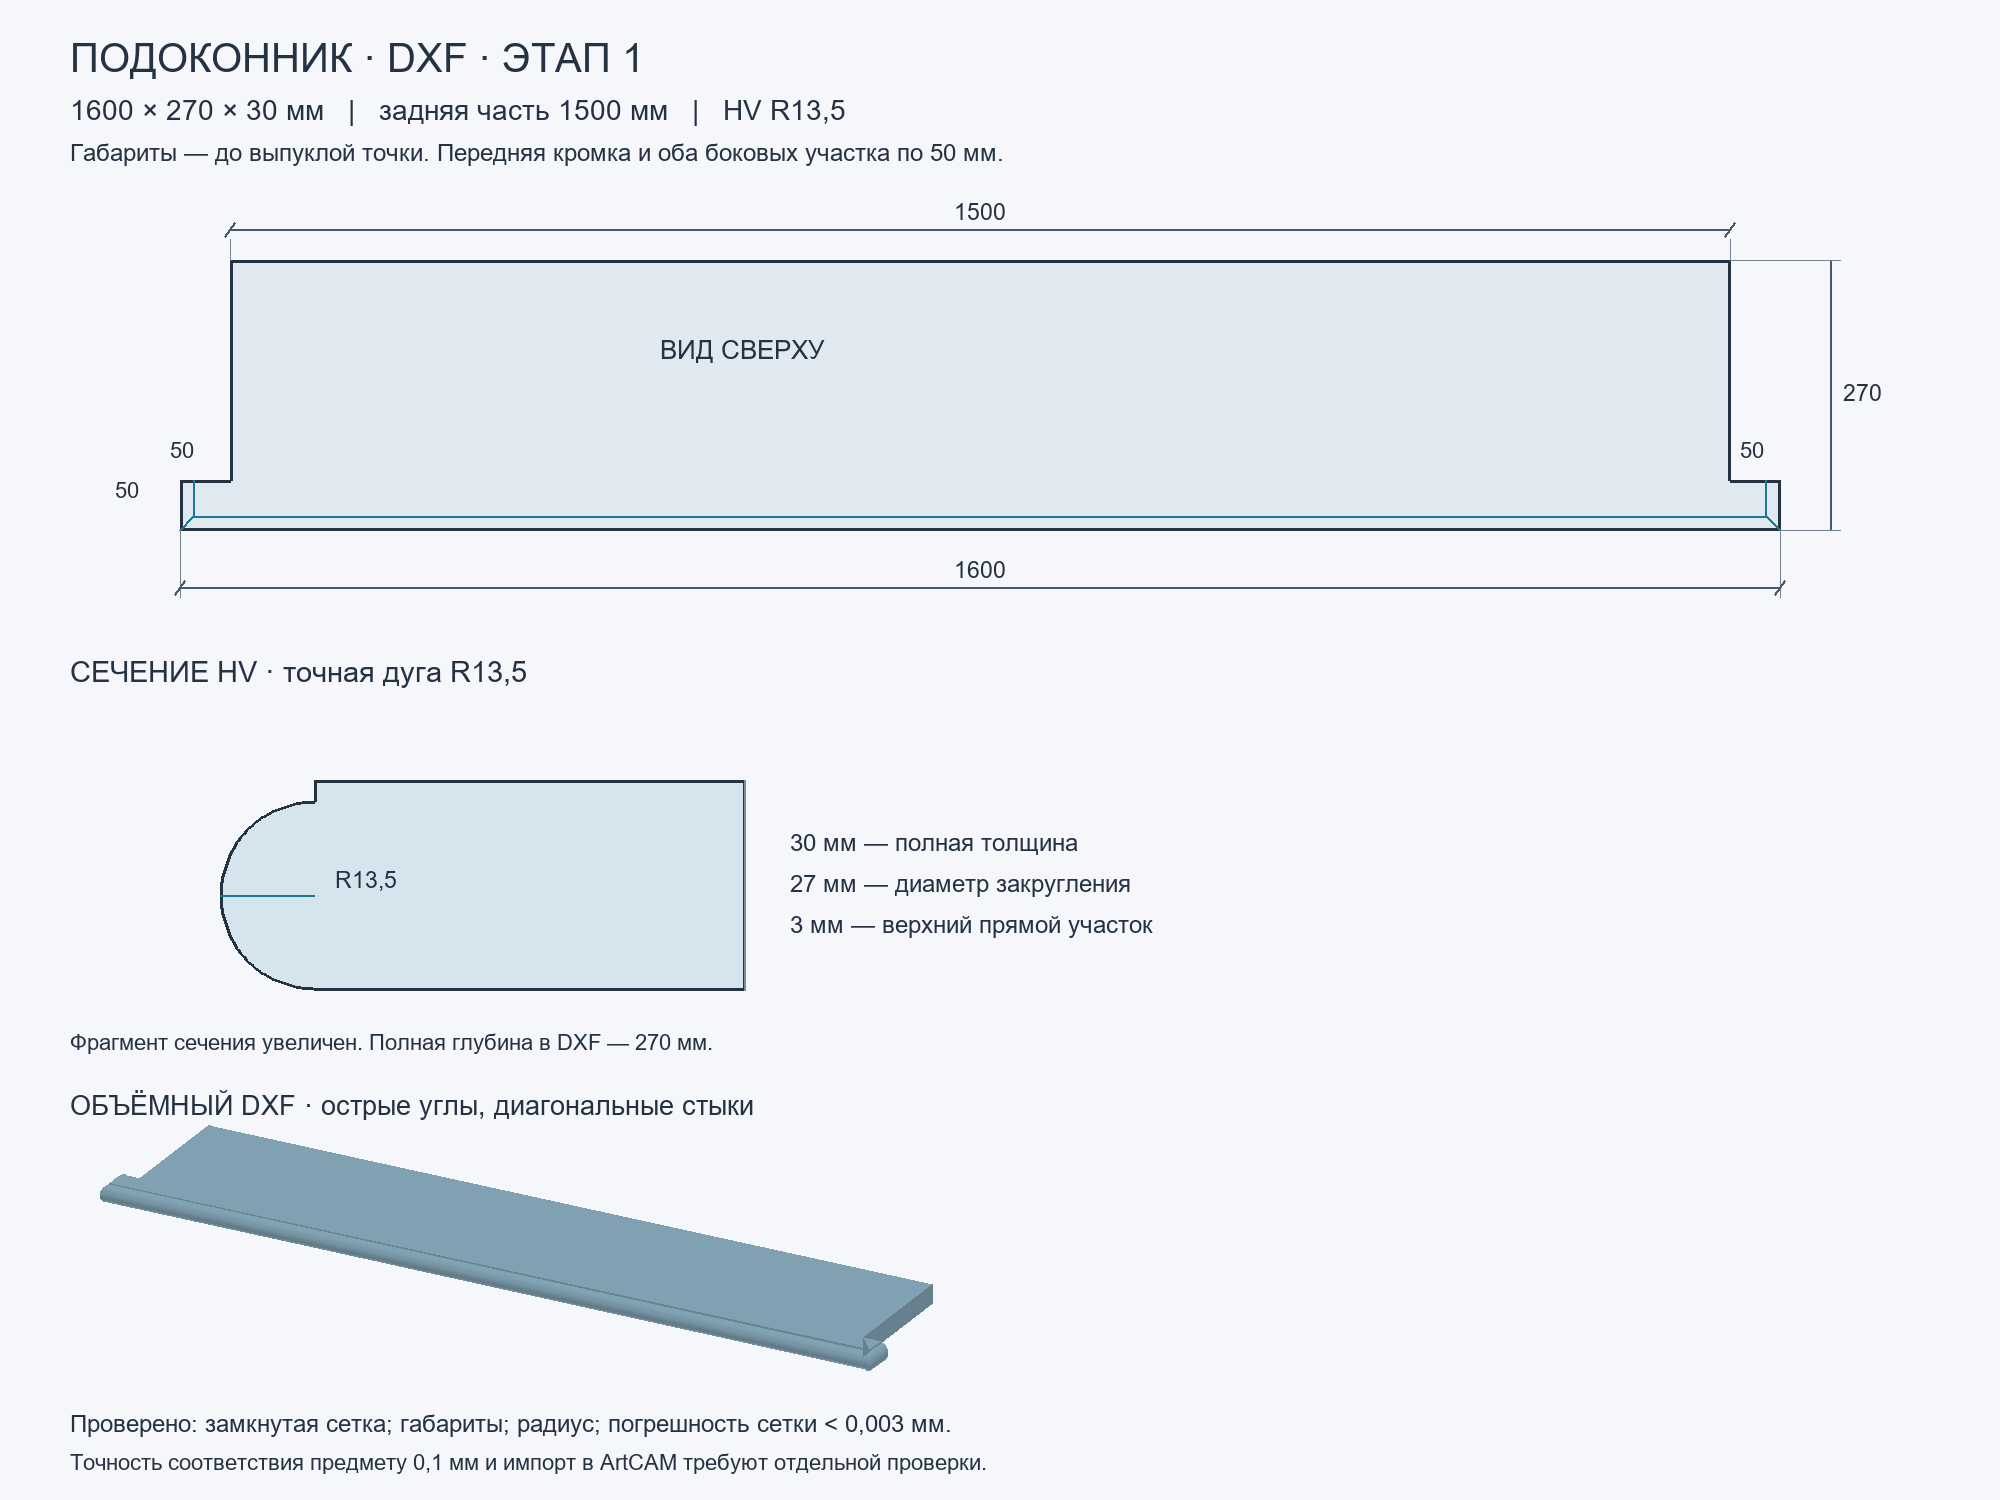 ПОДОКОННИК · DXF · ЭТАП 1
1600 × 270 × 30 мм | задняя часть 1500 мм | HV R13,5
Габариты — до выпуклой точки. Передняя кромка и оба боковых участка по 50 мм.
1500
ВИД СВЕРХУ
270
50
50
50
1600
СЕЧЕНИЕ HV · точная дуга R13,5
R13,5
30 мм — полная толщина
27 мм — диаметр закругления
3 мм — верхний прямой участок
Фрагмент сечения увеличен. Полная глубина в DXF — 270 мм.
ОБЪЁМНЫЙ DXF · острые углы, диагональные стыки
Проверено: замкнутая сетка; габариты; радиус; погрешность сетки < 0,003 мм.
Точность соответствия предмету 0,1 мм и импорт в ArtCAM требуют отдельной проверки.